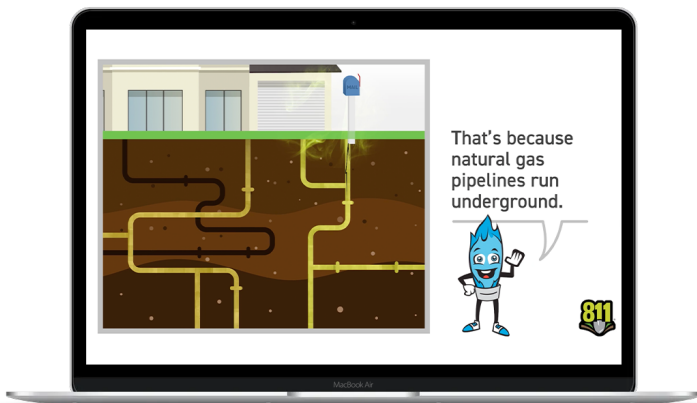 That's because
natural gas
pipelines run
underground.
811
MacBook Air